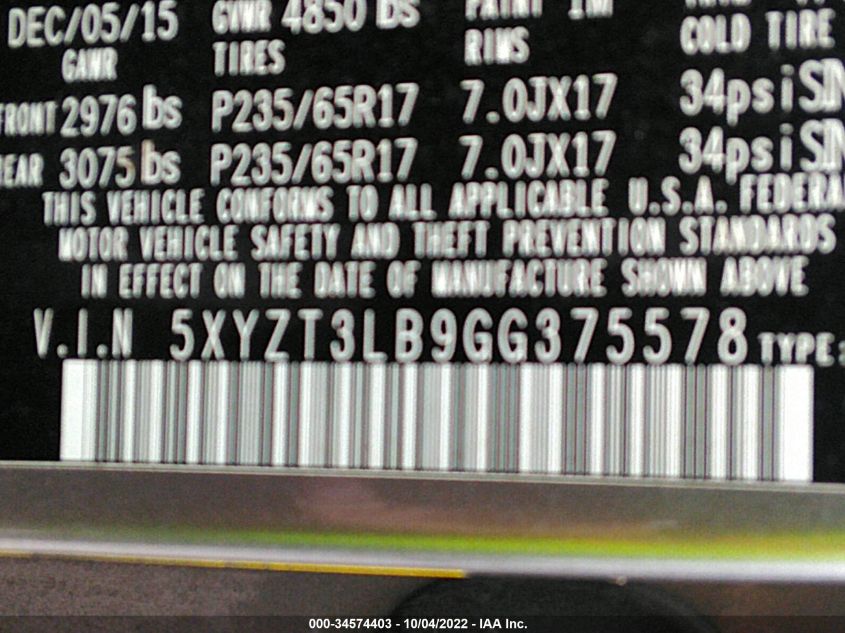 DEC/05/15 GVWR 4850 lbs PAINT
GAWR TIRES RIMS COLD TIRE
FRONT 2976 lbs P235/65R17 7.0JX17 34psi SIN
REAR 3075 lbs P235/65R17 7.0JX17 34psi SIN
THIS VEHICLE CONFORMS TO ALL APPLICABLE U.S.A. FEDERAL
MOTOR VEHICLE SAFETY AND THEFT PREVENTION STANDARDS
IN EFFECT ON THE DATE OF MANUFACTURE SHOWN ABOVE
V.I.N 5XYZT3LB9GG375578 TYPE:
000-34574403 - 10/04/2022 - IAA Inc.